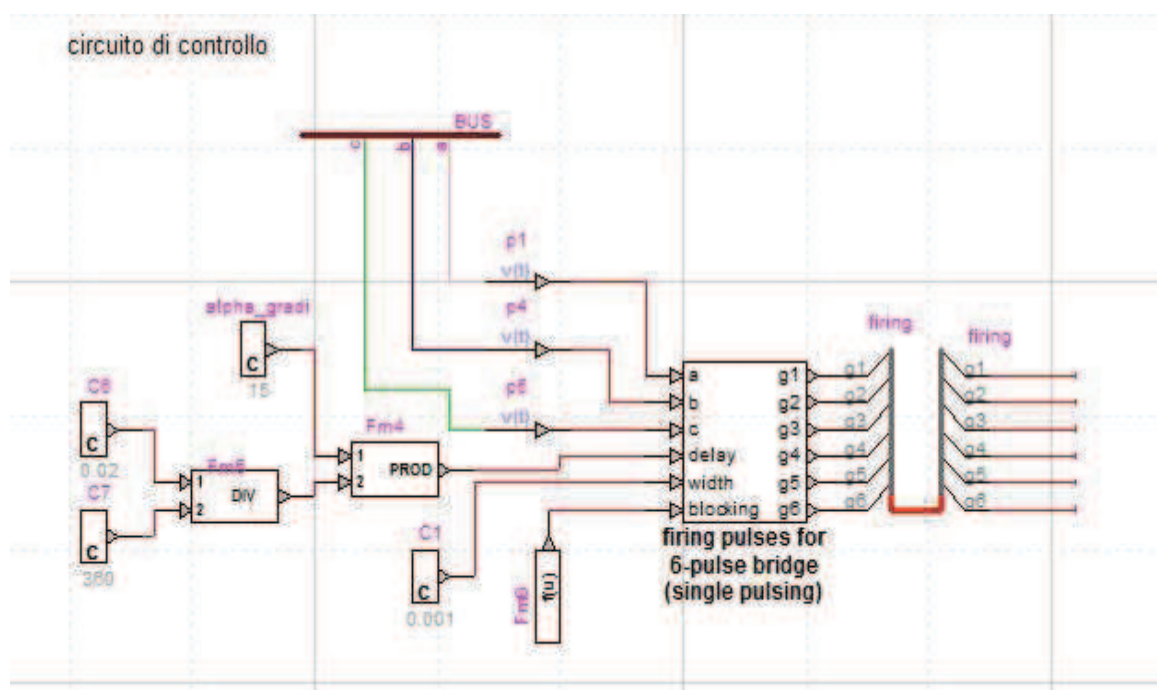 circuito di controllo
BUS
c
b
a
p1
v(t)
alpha_gradi
C
15
p4
v(t)
firing
firing
C6
C
0.02
p5
v(t)
Fm4
1
PROD
2
Fm5
1
DIV
2
C7
C
360
a
b
c
delay
width
blocking
g1
g2
g3
g4
g5
g6
g1
g2
g3
g4
g5
g6
g1
g2
g3
g4
g5
g6
C1
C
0.001
f(u)
firing pulses for
6-pulse bridge
(single pulsing)